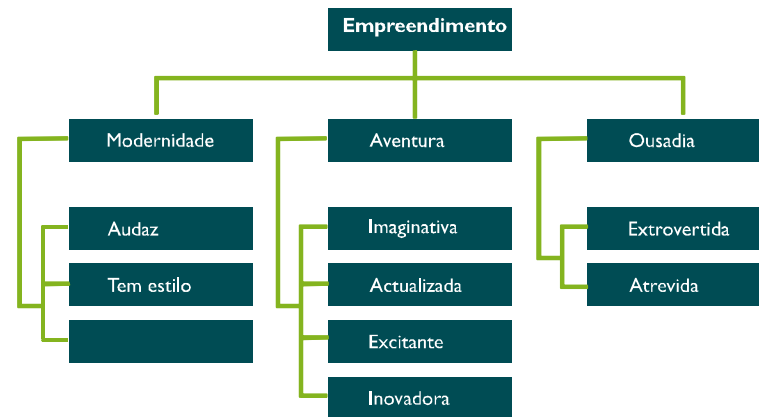 Empreendimento
Modernidade
Audaz
Tem estilo
Aventura
Imaginativa
Actualizada
Excitante
Inovadora
Ousadia
Extrovertida
Atrevida